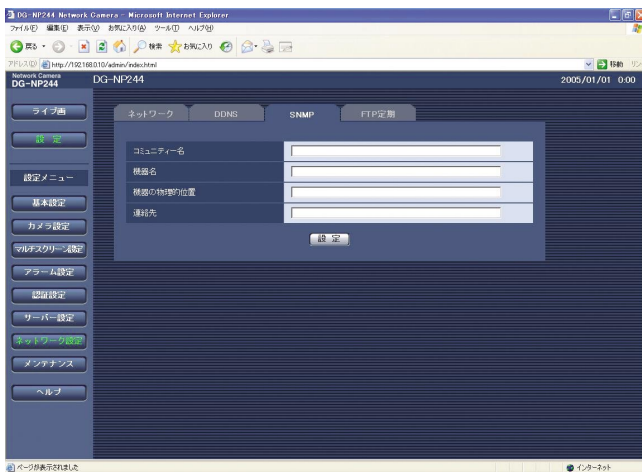 DG-NP244 Network Camera - Microsoft Internet Explorer
ファイル(F) 編集(E) 表示(V) お気に入り(A) ツール(T) ヘルプ(H)
戻る 検索 お気に入り
アドレス(D) http://192.168.0.10/admin/index.html 移動 リンク
Network Camera
DG-NP244
DG-NP244
2005/01/01 0:00
ライブ画
設 定
設定メニュー
基本設定
カメラ設定
マルチスクリーン設定
アラーム設定
認証設定
サーバー設定
ネットワーク設定
メンテナンス
ヘルプ
ネットワーク DDNS SNMP FTP定期
コミュニティー名
機器名
機器の物理的位置
連絡先
設 定
ページが表示されました インターネット